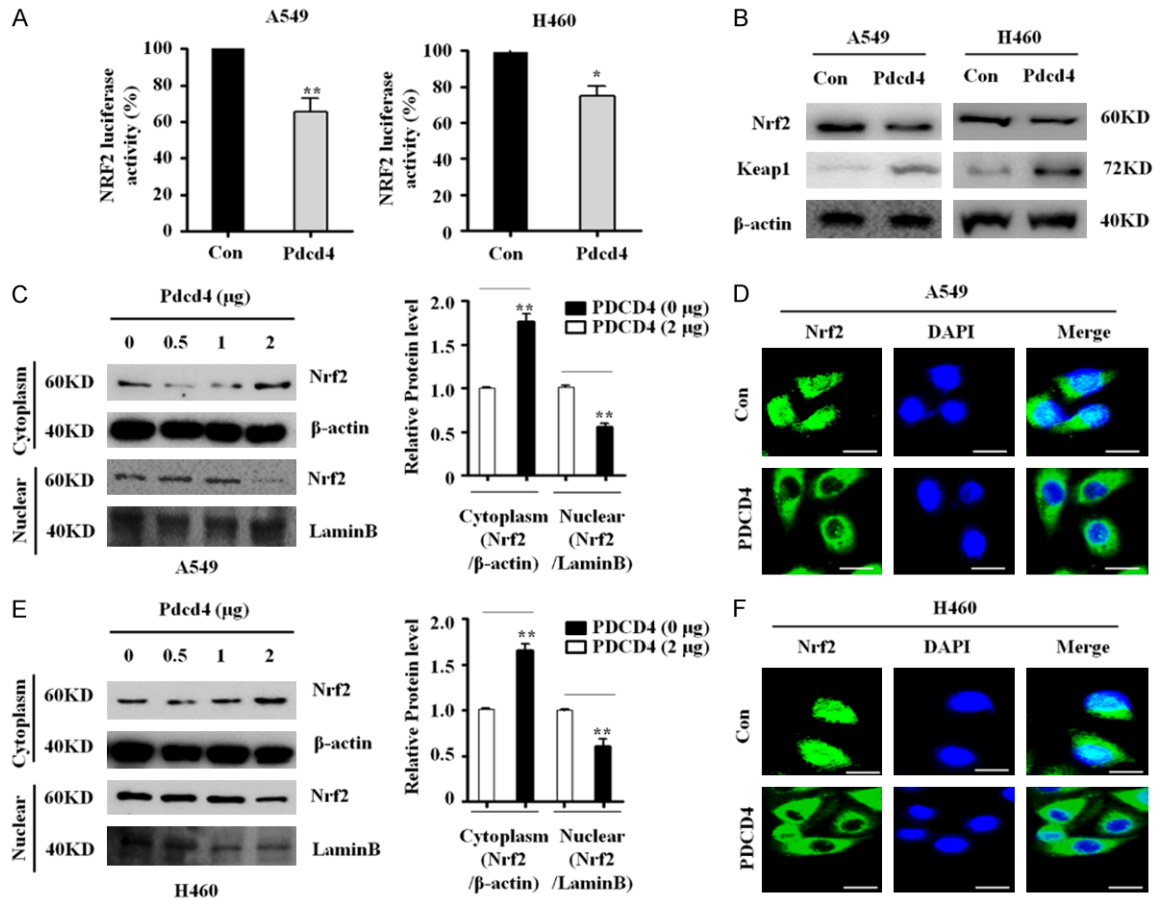 A
A549
NRF2 luciferase
activity (%)
100
80
60
40
20
0
**
Con
Pdcd4
H460
NRF2 luciferase
activity (%)
100
80
60
40
20
0
*
Con
Pdcd4
B
A549
H460
Con Pdcd4
Con Pdcd4
Nrf2
60KD
Keap1
72KD
β-actin
40KD
C
Pdcd4 (μg)
0 0.5 1 2
Cytoplasm
60KD
Nrf2
40KD
β-actin
Nuclear
60KD
Nrf2
40KD
LaminB
A549
Relative Protein level
2.0
1.5
1.0
0.5
0
**
**
PDCD4 (0 μg)
PDCD4 (2 μg)
Cytoplasm
(Nrf2
/β-actin)
Nuclear
(Nrf2
/LaminB)
D
A549
Nrf2 DAPI Merge
Con
PDCD4
E
Pdcd4 (μg)
0 0.5 1 2
Cytoplasm
60KD
Nrf2
40KD
β-actin
Nuclear
60KD
Nrf2
40KD
LaminB
H460
Relative Protein level
2.0
1.5
1.0
0.5
0
**
**
PDCD4 (0 μg)
PDCD4 (2 μg)
Cytoplasm
(Nrf2
/β-actin)
Nuclear
(Nrf2
/LaminB)
F
H460
Nrf2 DAPI Merge
Con
PDCD4